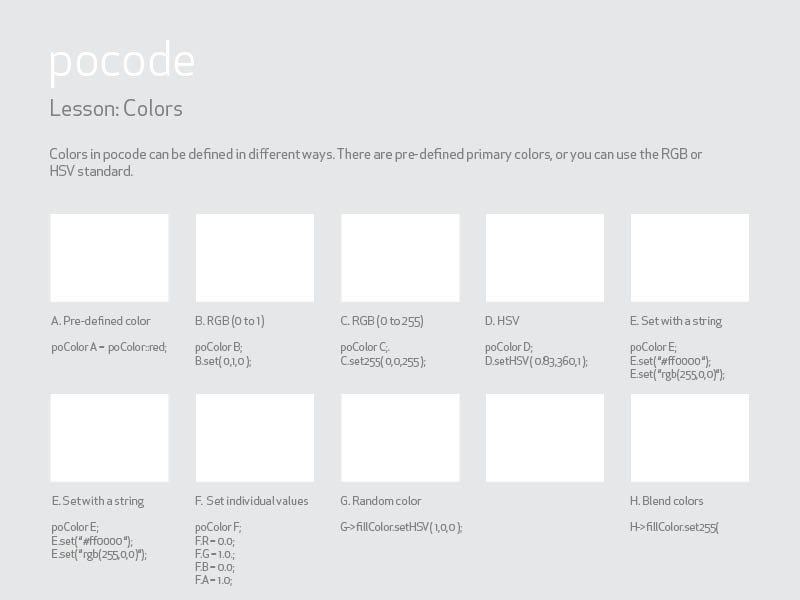 pocode
Lesson: Colors
Colors in pocode can be defined in different ways. There are pre-defined primary colors, or you can use the RGB or
HSV standard.
A. Pre-defined color
poColor A = poColor::red;
B. RGB (0 to 1)
poColor B;
B.set( 0,1,0 );
C. RGB (0 to 255)
poColor C;.
C.set255( 0,0,255 );
D. HSV
poColor D;
D.setHSV( 0.83,360,1 );
E. Set with a string
poColor E;
E.set( "#ff0000" );
E.set( "rgb(255,0,0)" );
E. Set with a string
poColor E;
E.set( "#ff0000" );
E.set( "rgb(255,0,0)" );
F. Set individual values
poColor F;
F.R = 0.0;
F.G = 1.0.;
F.B = 0.0;
F.A = 1.0;
G. Random color
G->fillColor.setHSV( 1,0,0 );
H. Blend colors
H->fillColor.set255(